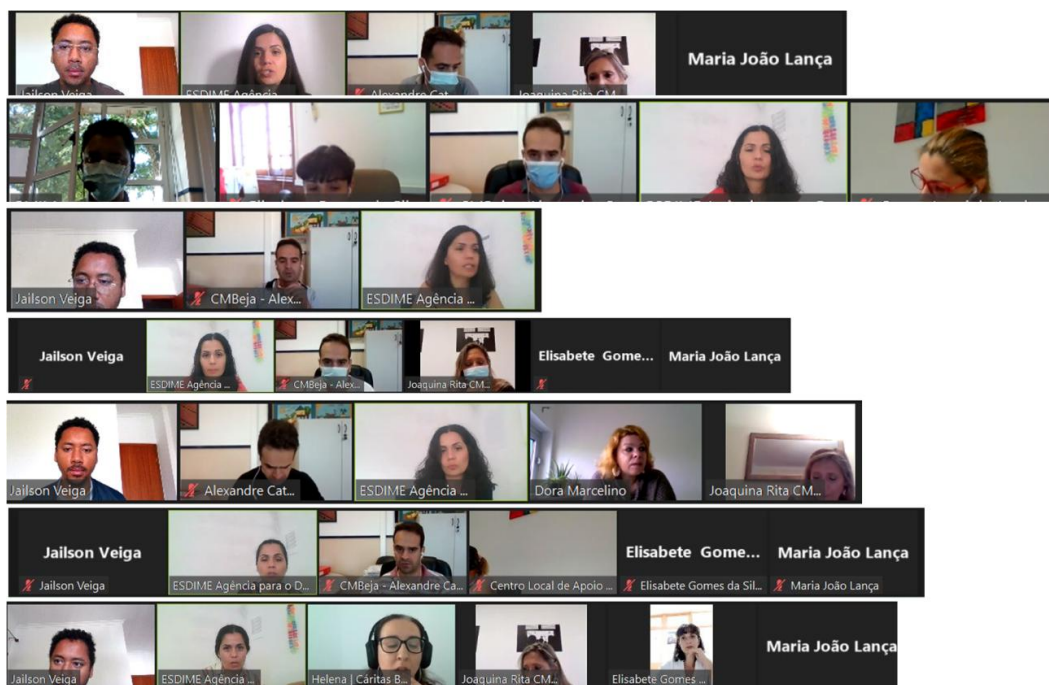 Jailson Veiga
ESDIME Agência
Alexandre Cat...
Joaquina Rita CM...
Maria João Lança
Jailson Veiga
CMBeja - Alex...
ESDIME Agência ...
Jailson Veiga
ESDIME Agência ...
CMBeja - Alex...
Joaquina Rita CM...
Elisabete Gome...
Maria João Lança
Jailson Veiga
Alexandre Cat...
ESDIME Agência ...
Dora Marcelino
Joaquina Rita CM...
Jailson Veiga
Jailson Veiga
ESDIME Agência para o D...
CMBeja - Alexandre Ca...
Centro Local de Apoio ...
Elisabete Gome...
Elisabete Gomes da Sil...
Maria João Lança
Maria João Lança
Jailson Veiga
ESDIME Agência ...
Helena | Cáritas B...
Joaquina Rita CM...
Elisabete Gomes ...
Maria João Lança